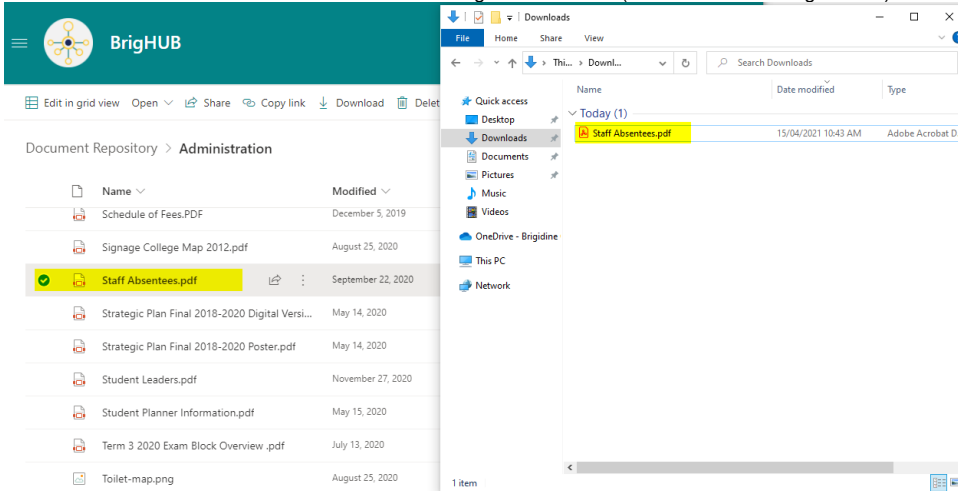 BrigHUB
Edit in grid view Open Share Copy link Download Delet
Document Repository > Administration
Name Modified
Schedule of Fees.PDF December 5, 2019
Signage College Map 2012.pdf August 25, 2020
Staff Absentees.pdf September 22, 2020
Strategic Plan Final 2018-2020 Digital Versi... May 14, 2020
Strategic Plan Final 2018-2020 Poster.pdf May 14, 2020
Student Leaders.pdf November 27, 2020
Student Planner Information.pdf May 15, 2020
Term 3 2020 Exam Block Overview .pdf July 13, 2020
Toilet-map.png August 25, 2020
Downloads
File Home Share View
Thi... > Downl... Search Downloads
Quick access
Desktop
Downloads
Documents
Pictures
Music
Videos
OneDrive - Brigidine
This PC
Network
Name Date modified Type
Today (1)
Staff Absentees.pdf 15/04/2021 10:43 AM Adobe Acrobat D
1 item